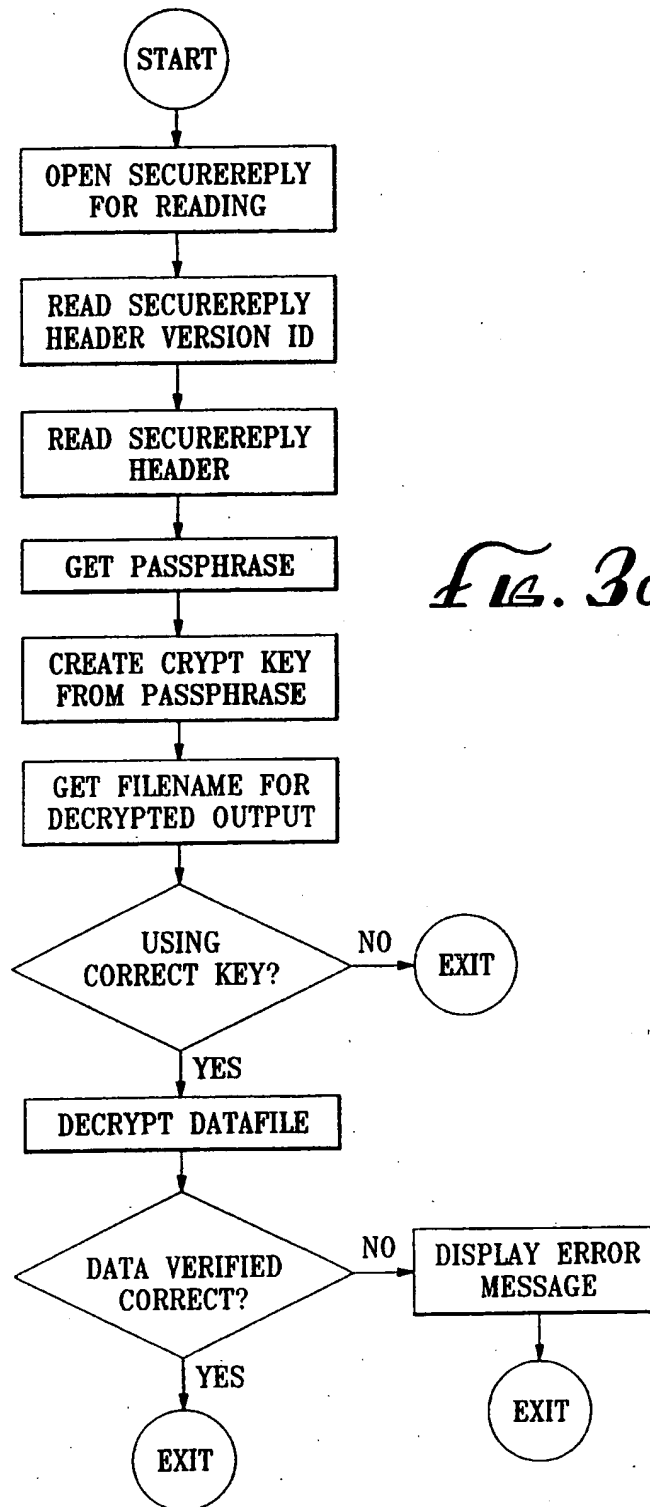 START
OPEN SECUREREPLY
FOR READING
READ SECUREREPLY
HEADER VERSION ID
READ SECUREREPLY
HEADER
GET PASSPHRASE
CREATE CRYPT KEY
FROM PASSPHRASE
GET FILENAME FOR
DECRYPTED OUTPUT
USING
CORRECT KEY?
NO
EXIT
YES
DECRYPT DATAFILE
DATA VERIFIED
CORRECT?
NO
DISPLAY ERROR
MESSAGE
YES
EXIT
EXIT
FIG.